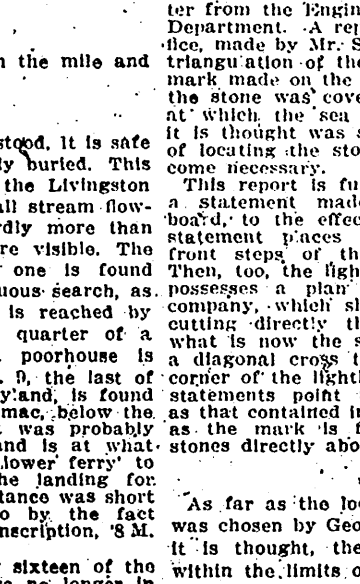 n the mile and
stood. It is safe
ly buried. This
the Livingston
all stream flow-
rdly more than
re visible. The
one is found
uous search, as
is reached by
quarter of a
poorhouse is
. 9, the last of
yland, is found
mac, below the
was probably
and is at what
lower ferry' to
he landing for
tance was short
o by the fact
nscription, '8 M.
sixteen of the
no longer in
ter from the Engin
Department. A rep
fice, made by Mr. S
triangulation of the
mark made on the
the stone was cove
at which the sea
it is thought was s
of locating the sto
come necessary.
This report is fu
a statement made
board, to the effec
statement places
front steps of th
Then, too, the ligh
possesses a plan
company, which sh
cutting directly th
what is now the s
a diagonal cross t
corner of the light
statements point
as that contained in
as the mark is f
stones directly abo
As far as the loc
was chosen by Geo
it is thought, the
within the limits o